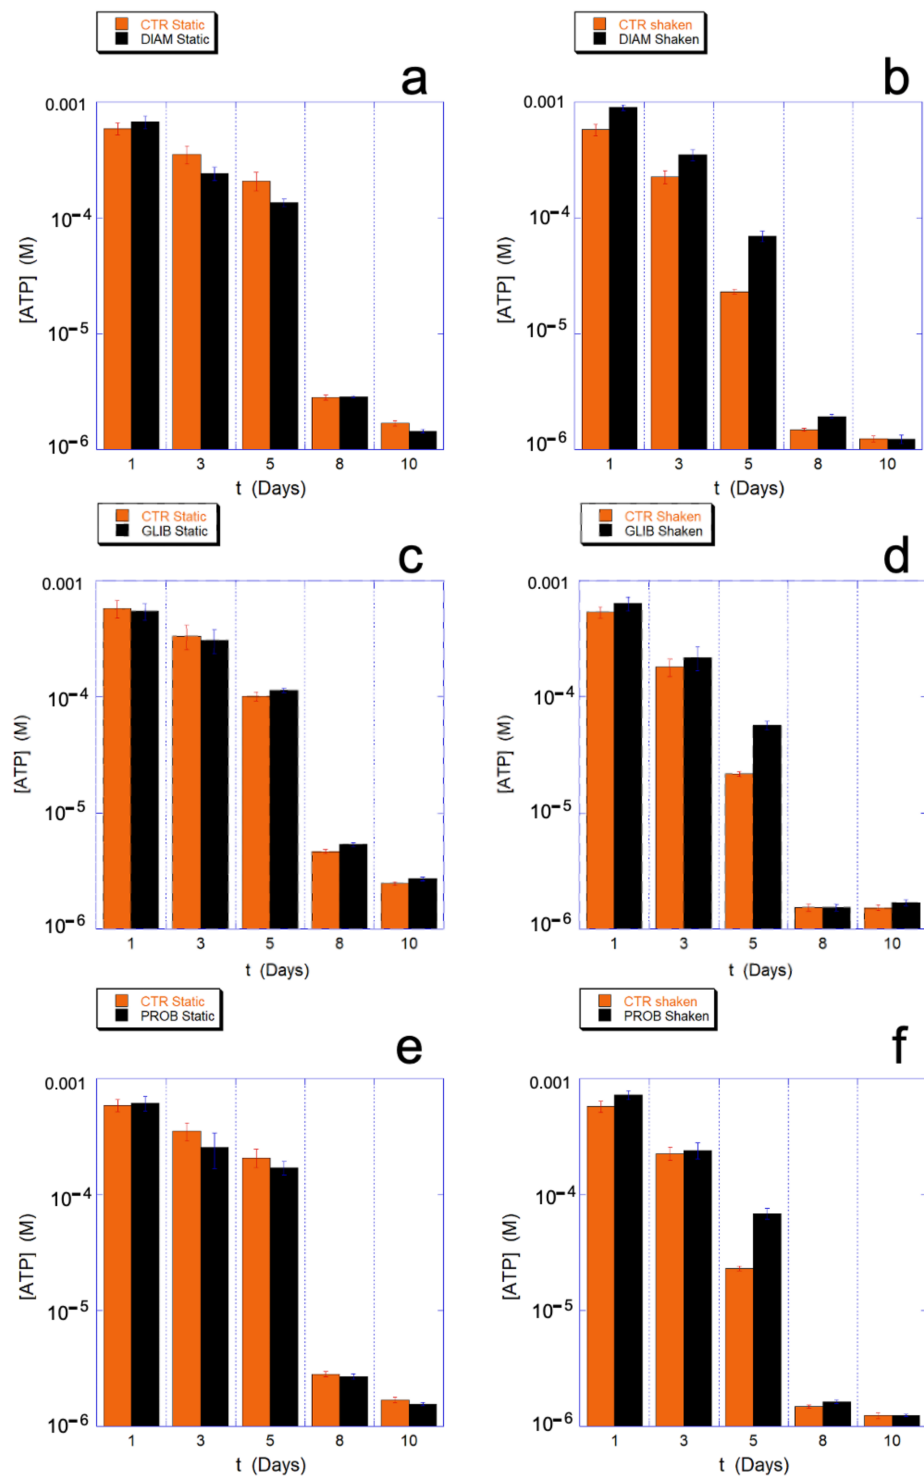 CTR Static
DIAM Static
a
0.001
10⁻⁴
10⁻⁵
10⁻⁶
[ATP] (M)
1 3 5 8 10
t (Days)
CTR shaken
DIAM Shaken
b
0.001
10⁻⁴
10⁻⁵
10⁻⁶
[ATP] (M)
1 3 5 8 10
t (Days)
CTR Static
GLIB Static
c
0.001
10⁻⁴
10⁻⁵
10⁻⁶
[ATP] (M)
1 3 5 8 10
t (Days)
CTR Shaken
GLIB Shaken
d
0.001
10⁻⁴
10⁻⁵
10⁻⁶
[ATP] (M)
1 3 5 8 10
t (Days)
CTR Static
PROB Static
e
0.001
10⁻⁴
10⁻⁵
10⁻⁶
[ATP] (M)
1 3 5 8 10
t (Days)
CTR shaken
PROB Shaken
f
0.001
10⁻⁴
10⁻⁵
10⁻⁶
[ATP] (M)
1 3 5 8 10
t (Days)